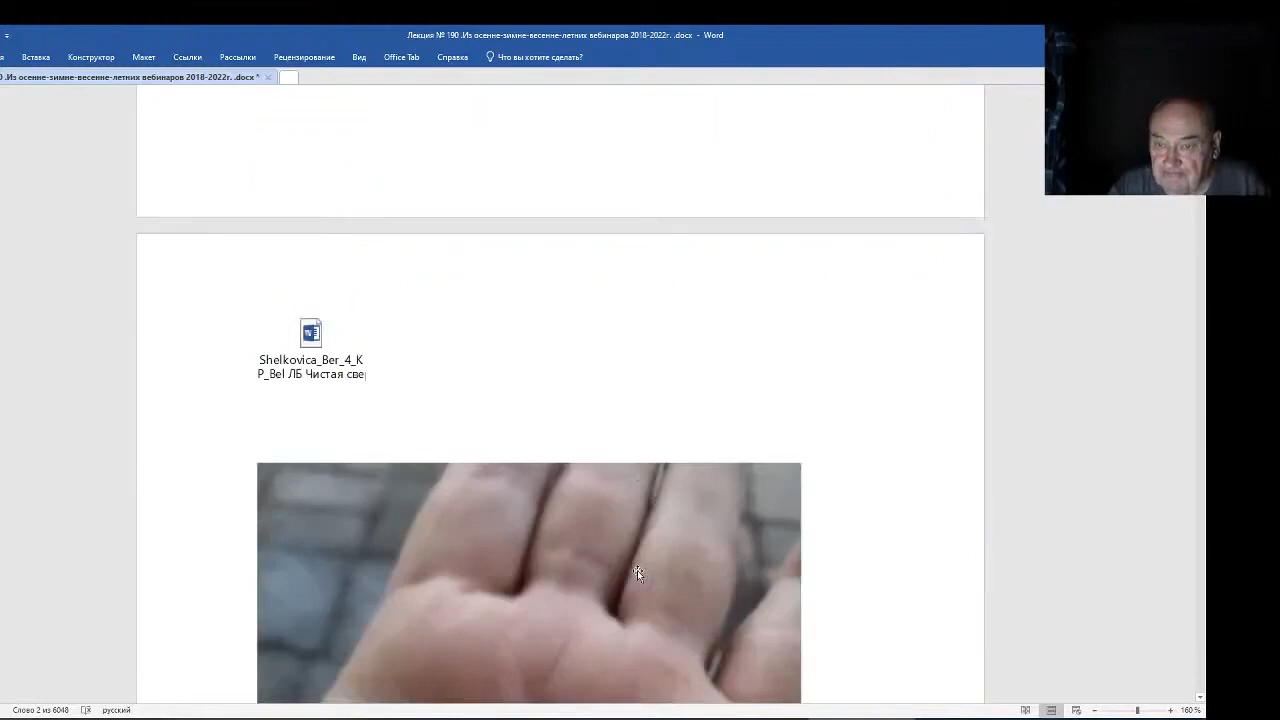 Лекция № 190 .Из осенне-зимне-весенне-летних вебинаров 2018-2022г. .docx - Word
Вставка Конструктор Макет Ссылки Рассылки Рецензирование Вид Office Tab Справка Что вы хотите сделать?
0 .Из осенне-зимне-весенне-летних вебинаров 2018-2022г. .docx *
Shelkovica_Ber_4_K
P_Bel ЛБ Чистая све
Слово 2 из 6048 русский 160 %